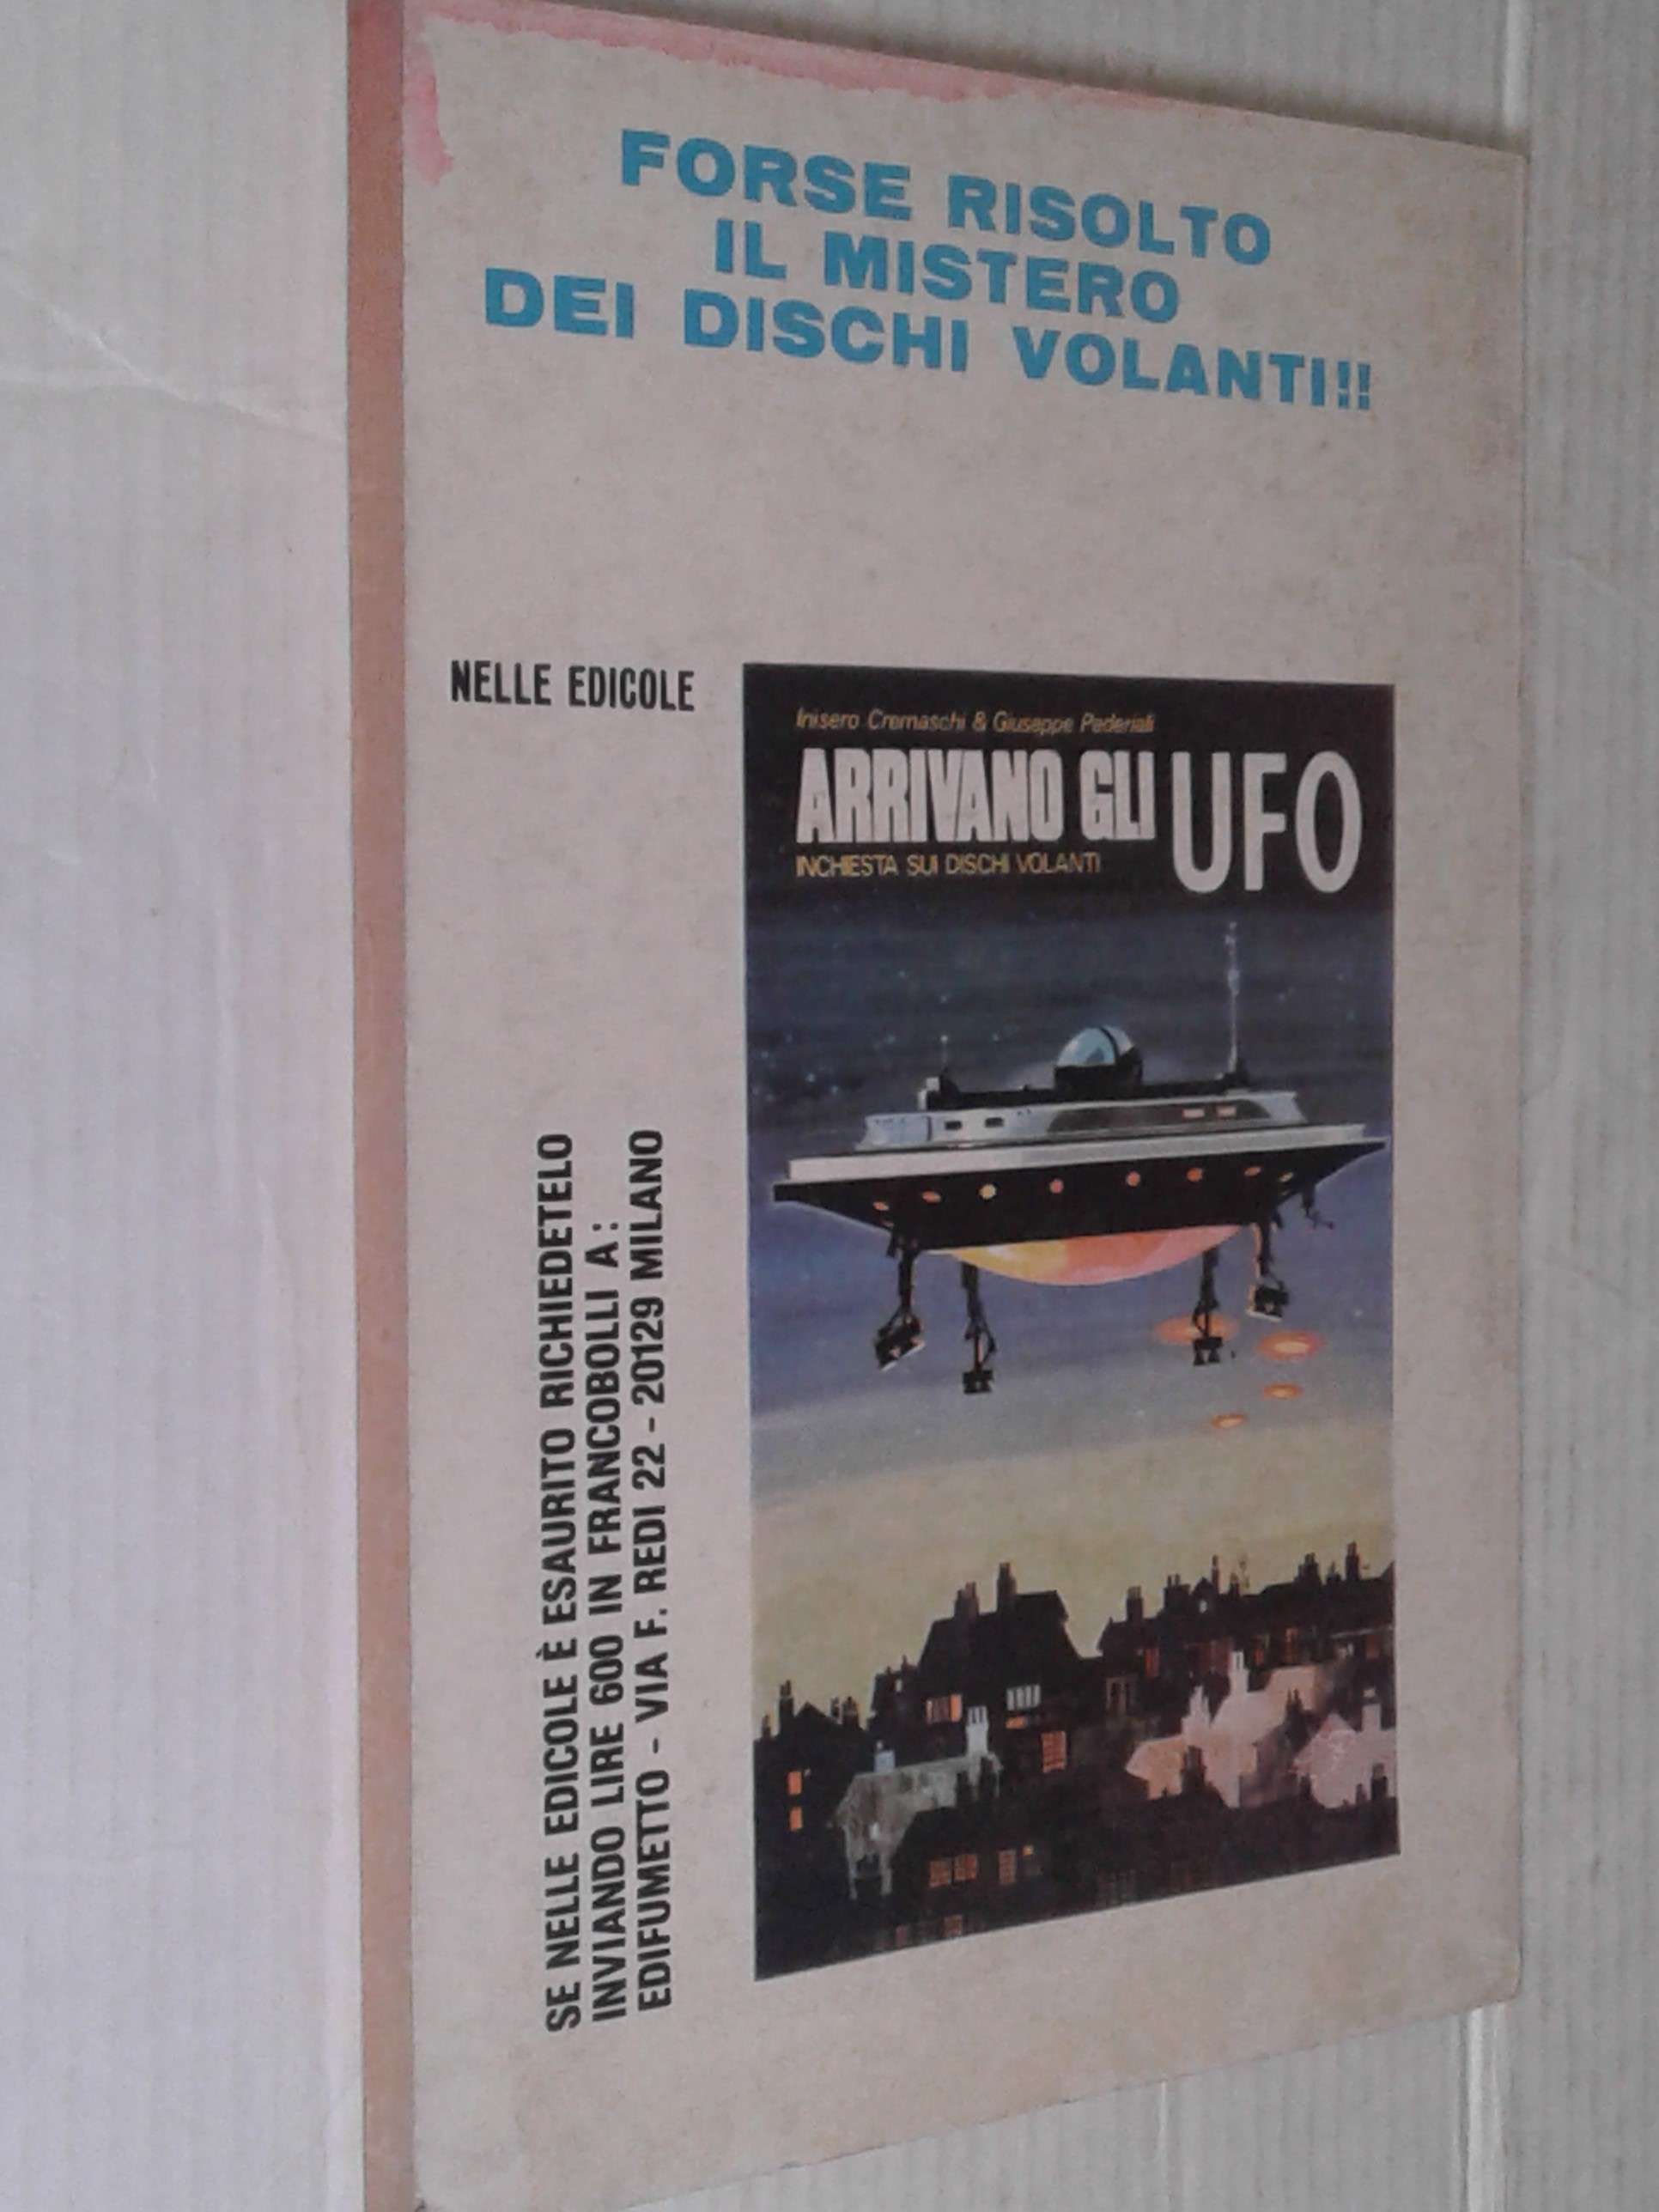 FORSE RISOLTO
IL MISTERO
DEI DISCHI VOLANTI!!
NELLE EDICOLE
Inisero Cremaschi & Giuseppe Pederiali
ARRIVANO GLI UFO
INCHIESTA SUI DISCHI VOLANTI
SE NELLE EDICOLE È ESAURITO RICHIEDETELO
INVIANDO LIRE 600 IN FRANCOBOLLI A :
EDIFUMETTO - VIA F. REDI 22 - 20129 MILANO